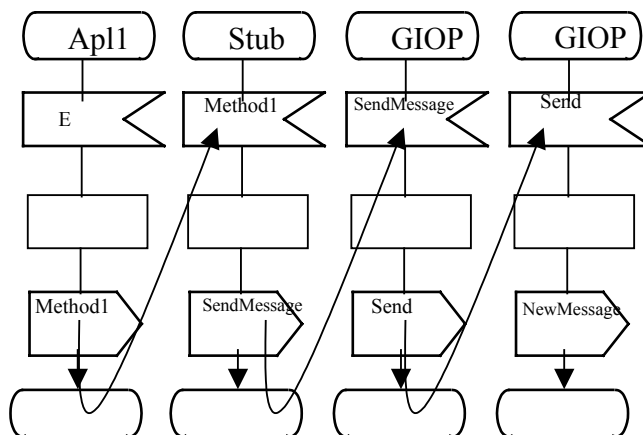 Apl1
Stub
GIOP
GIOP
E
Method1
SendMessage
Send
Method1
SendMessage
Send
NewMessage